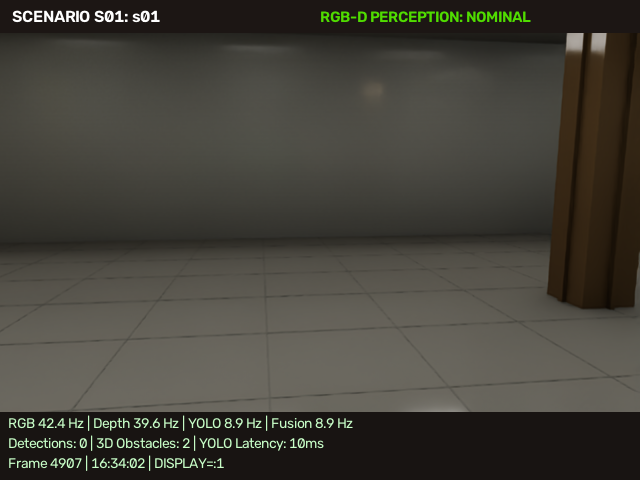 SCENARIO S01: s01
RGB-D PERCEPTION: NOMINAL
RGB 42.4 Hz | Depth 39.6 Hz | YOLO 8.9 Hz | Fusion 8.9 Hz
Detections: 0 | 3D Obstacles: 2 | YOLO Latency: 10ms
Frame 4907 | 16:34:02 | DISPLAY=:1